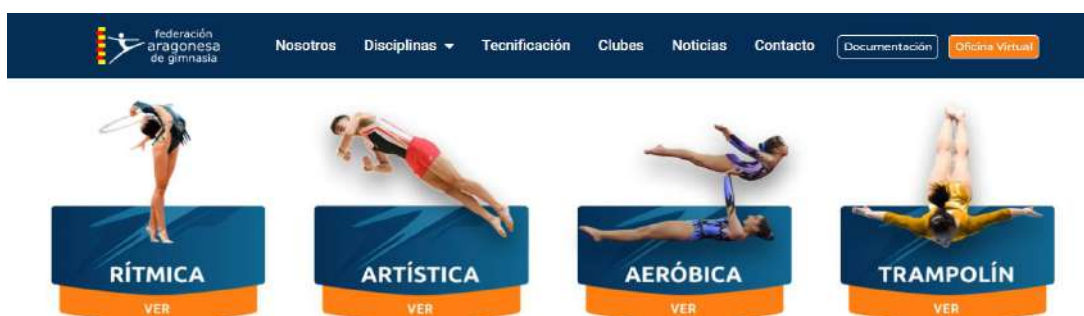 federación
aragonesa
de gimnasia
Nosotros Disciplinas Tecnificación Clubes Noticias Contacto Documentación Oficina Virtual
RÍTMICA ARTÍSTICA AERÓBICA TRAMPOLÍN
VER VER VER VER